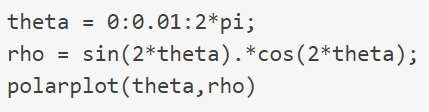 theta = 0:0.01:2*pi;
rho = sin(2*theta).*cos(2*theta);
polarplot(theta,rho)